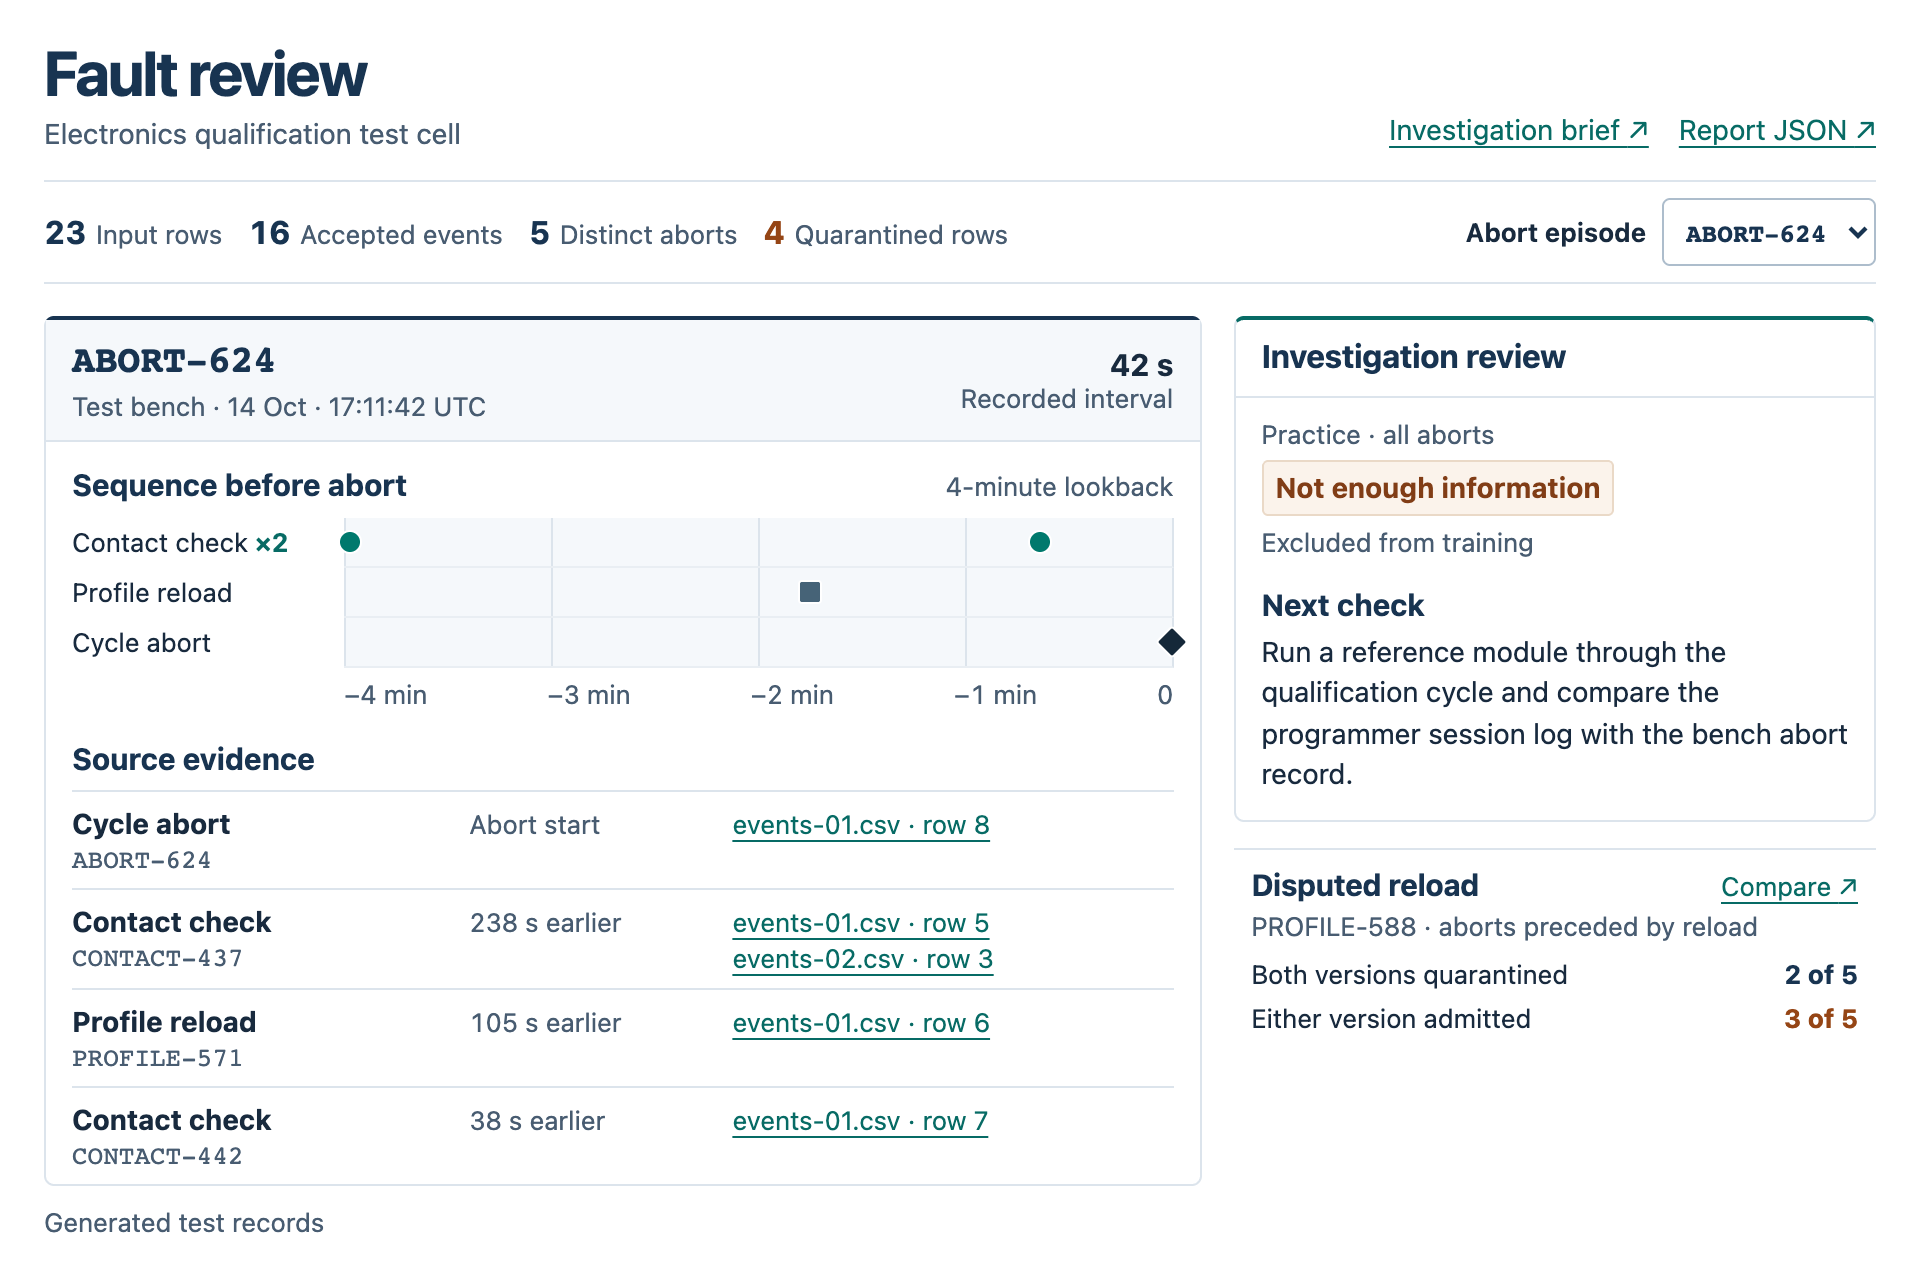 Fault review
Electronics qualification test cell
Investigation brief ↗ Report JSON ↗
23 Input rows 16 Accepted events 5 Distinct aborts 4 Quarantined rows
Abort episode ABORT-624
ABORT-624
Test bench · 14 Oct · 17:11:42 UTC
42 s
Recorded interval
Sequence before abort
4-minute lookback
Contact check ×2
Profile reload
Cycle abort
−4 min −3 min −2 min −1 min 0
Source evidence
Cycle abort Abort start events-01.csv · row 8
ABORT-624
Contact check 238 s earlier events-01.csv · row 5
CONTACT-437 events-02.csv · row 3
Profile reload 105 s earlier events-01.csv · row 6
PROFILE-571
Contact check 38 s earlier events-01.csv · row 7
CONTACT-442
Investigation review
Practice · all aborts
Not enough information
Excluded from training
Next check
Run a reference module through the
qualification cycle and compare the
programmer session log with the bench abort
record.
Disputed reload Compare ↗
PROFILE-588 · aborts preceded by reload
Both versions quarantined 2 of 5
Either version admitted 3 of 5
Generated test records